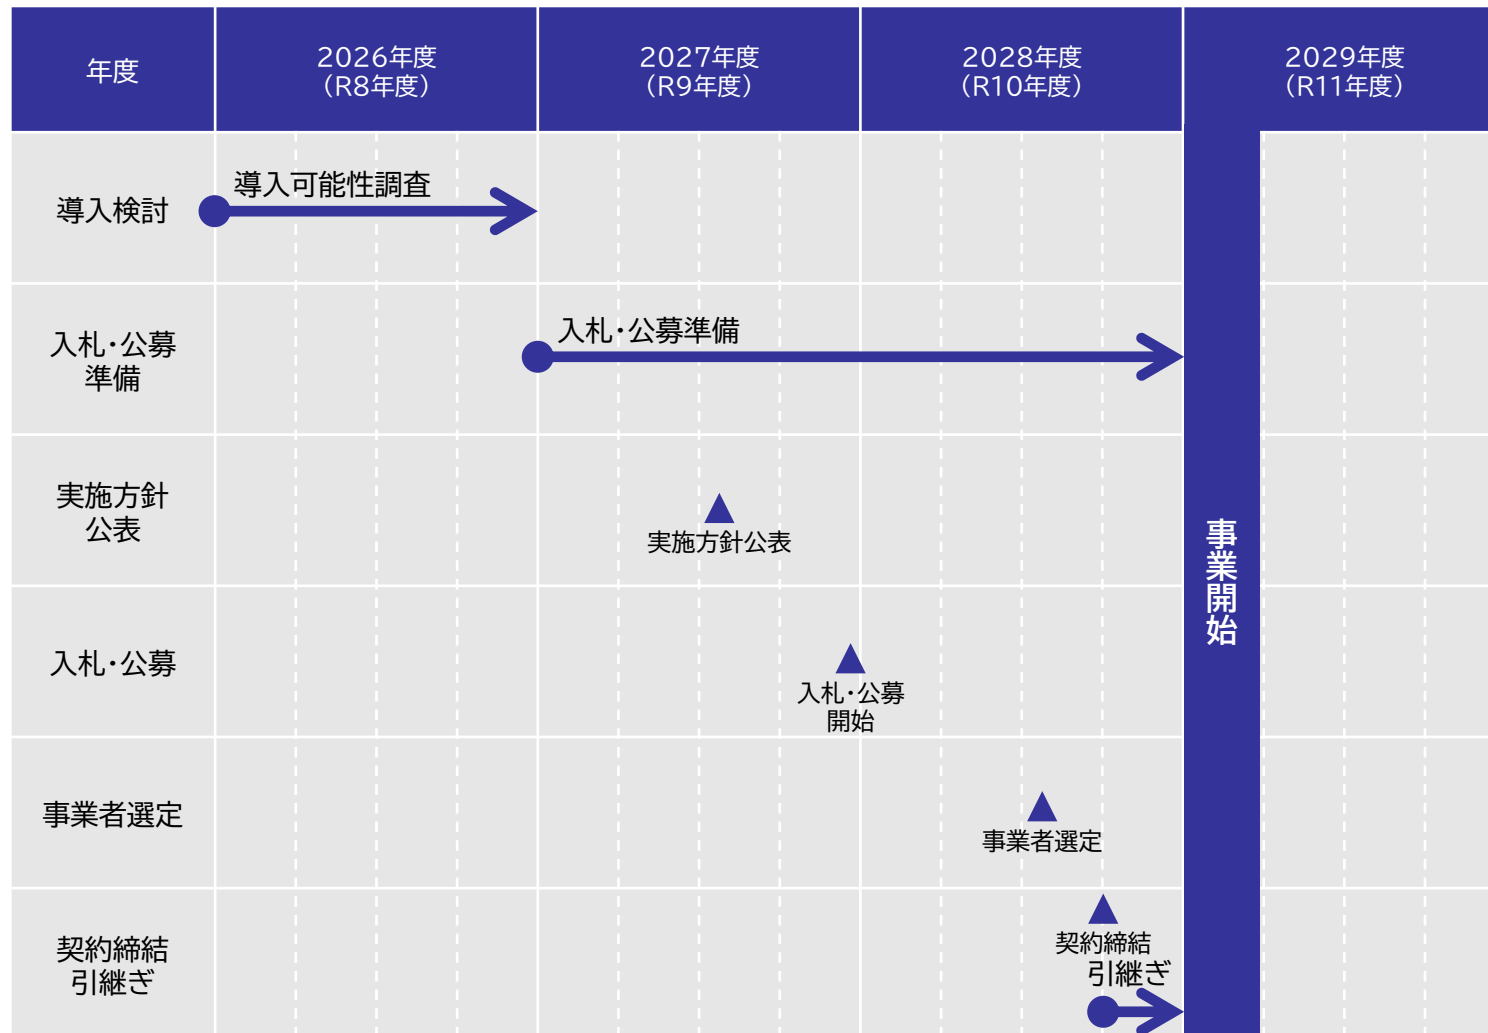 年度
2026年度
（R8年度）
2027年度
（R9年度）
2028年度
（R10年度）
2029年度
（R11年度）
導入検討
導入可能性調査
入札・公募
準備
入札・公募準備
実施方針
公表
実施方針公表
事業開始
入札・公募
入札・公募
開始
事業者選定
事業者選定
契約締結
引継ぎ
契約締結
引継ぎ